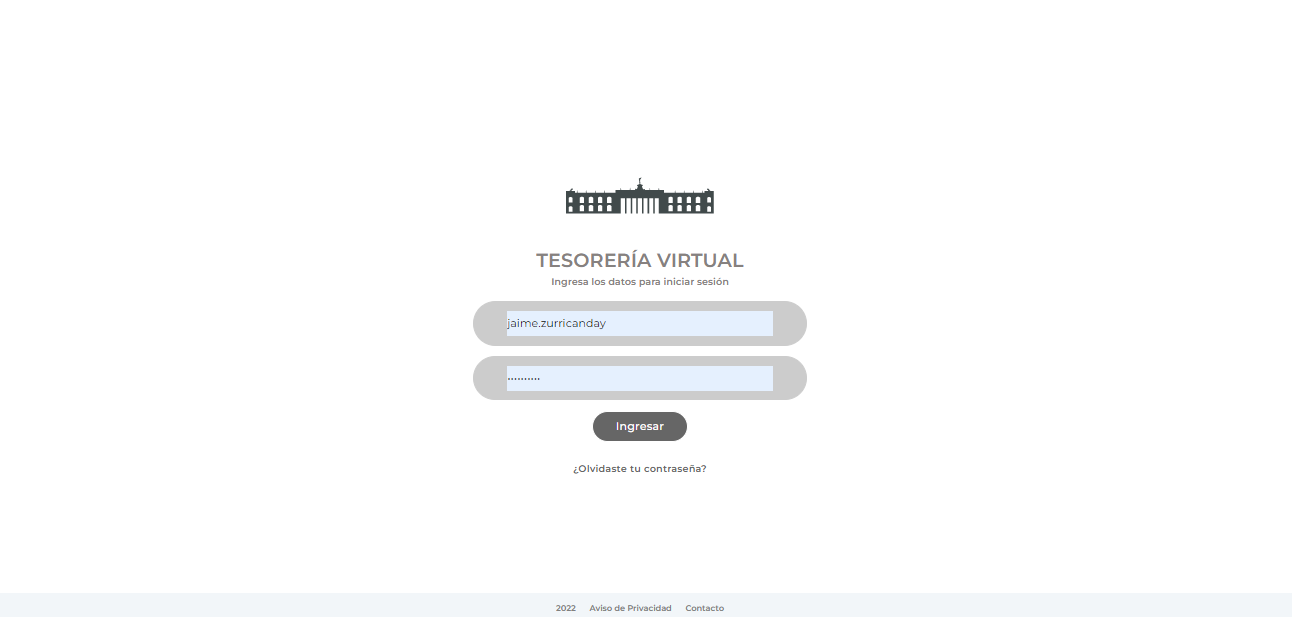 TESORERÍA VIRTUAL
Ingresa los datos para iniciar sesión
jaime.zurricanday
••••••••••
Ingresar
¿Olvidaste tu contraseña?
2022 Aviso de Privacidad Contacto